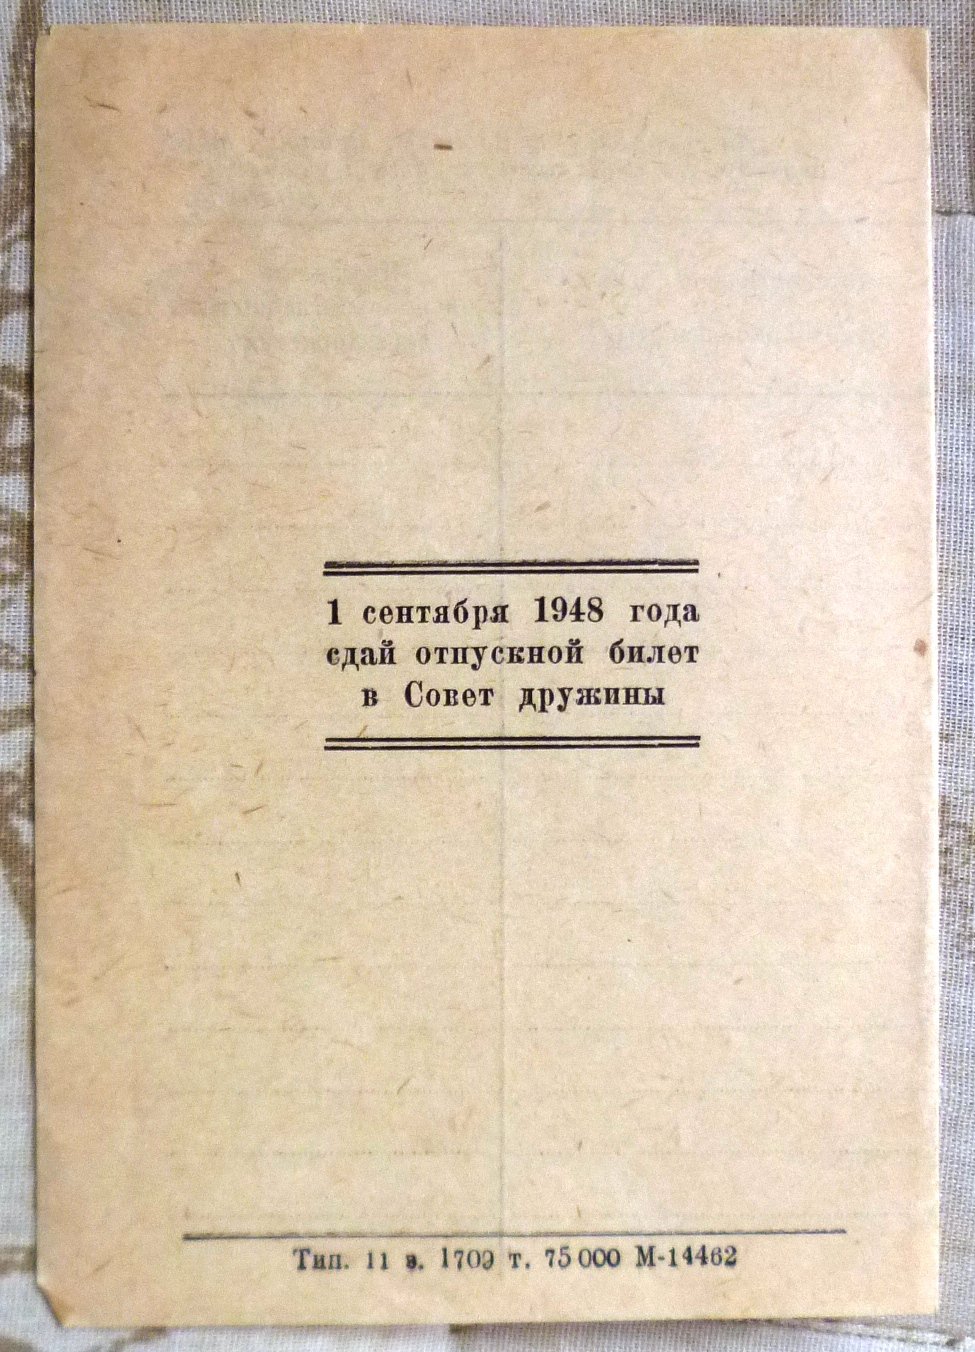 1 сентября 1948 года
сдай отпускной билет
в Совет дружины
Тип. 11 з. 1709 т. 75 000 М-14462